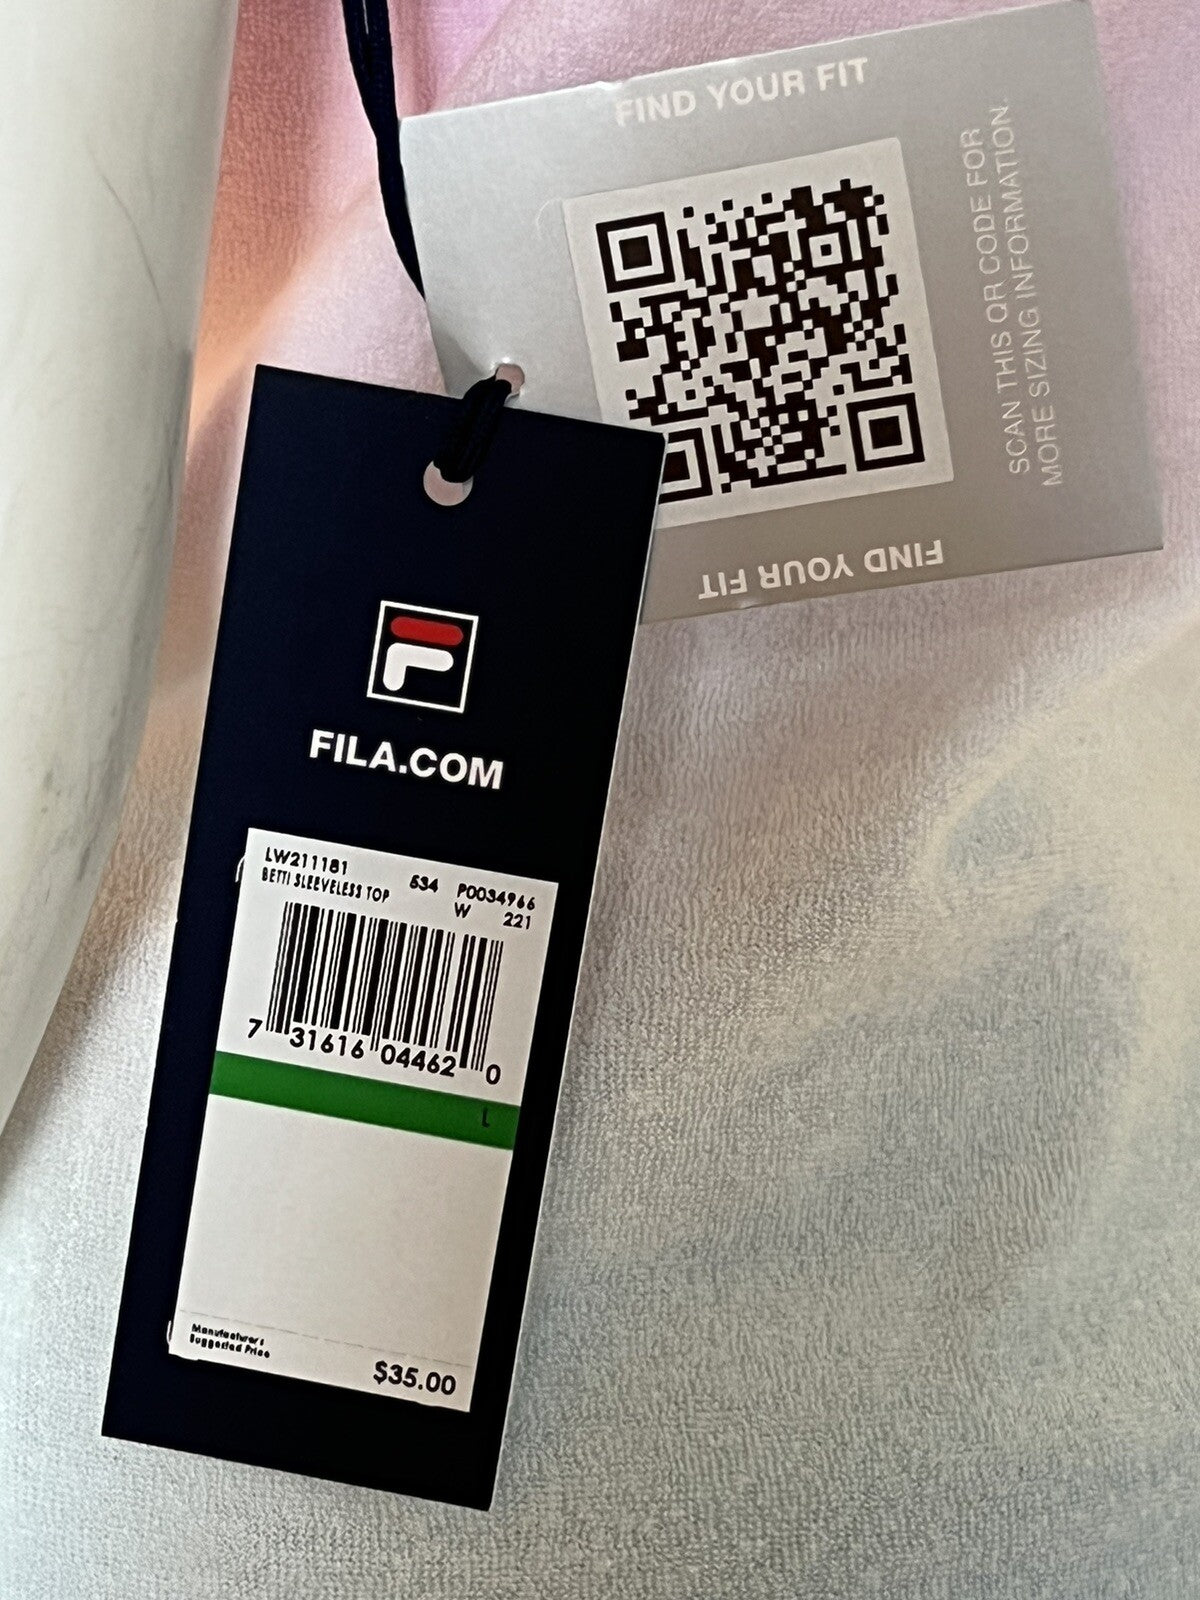 FIND YOUR FIT
SCAN THIS QR CODE FOR
MORE SIZING INFORMATION.
FIND YOUR FIT
FILA.COM
LW211181 534 P0034966
BETTI SLEEVELESS TOP W 221
7 31616 04462 0
L
Manufacturer's
Suggested Price
$35.00